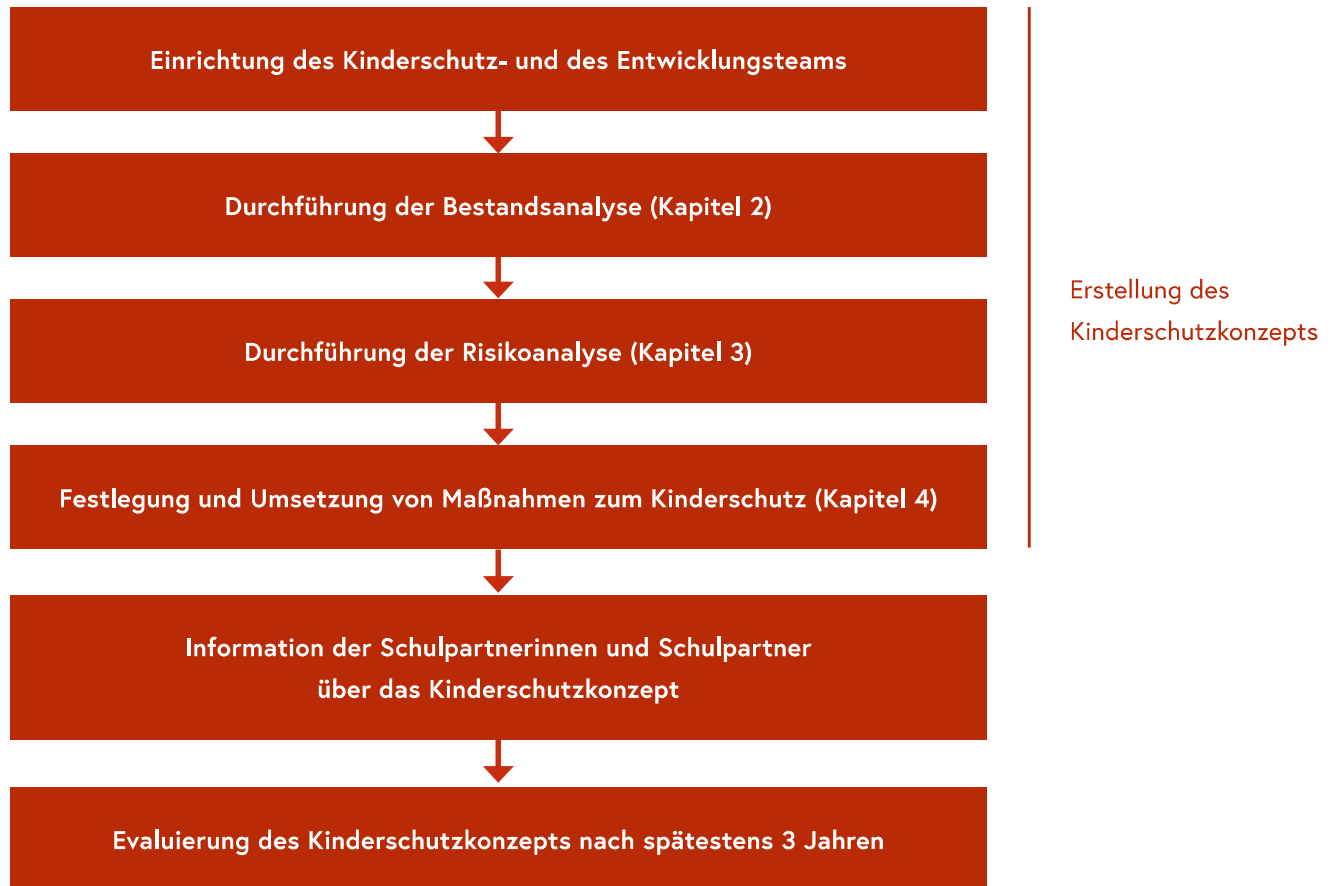 Einrichtung des Kinderschutz- und des Entwicklungsteams
Durchführung der Bestandsanalyse (Kapitel 2)
Durchführung der Risikoanalyse (Kapitel 3)
Festlegung und Umsetzung von Maßnahmen zum Kinderschutz (Kapitel 4)
Erstellung des
Kinderschutzkonzepts
Information der Schulpartnerinnen und Schulpartner
über das Kinderschutzkonzept
Evaluierung des Kinderschutzkonzepts nach spätestens 3 Jahren